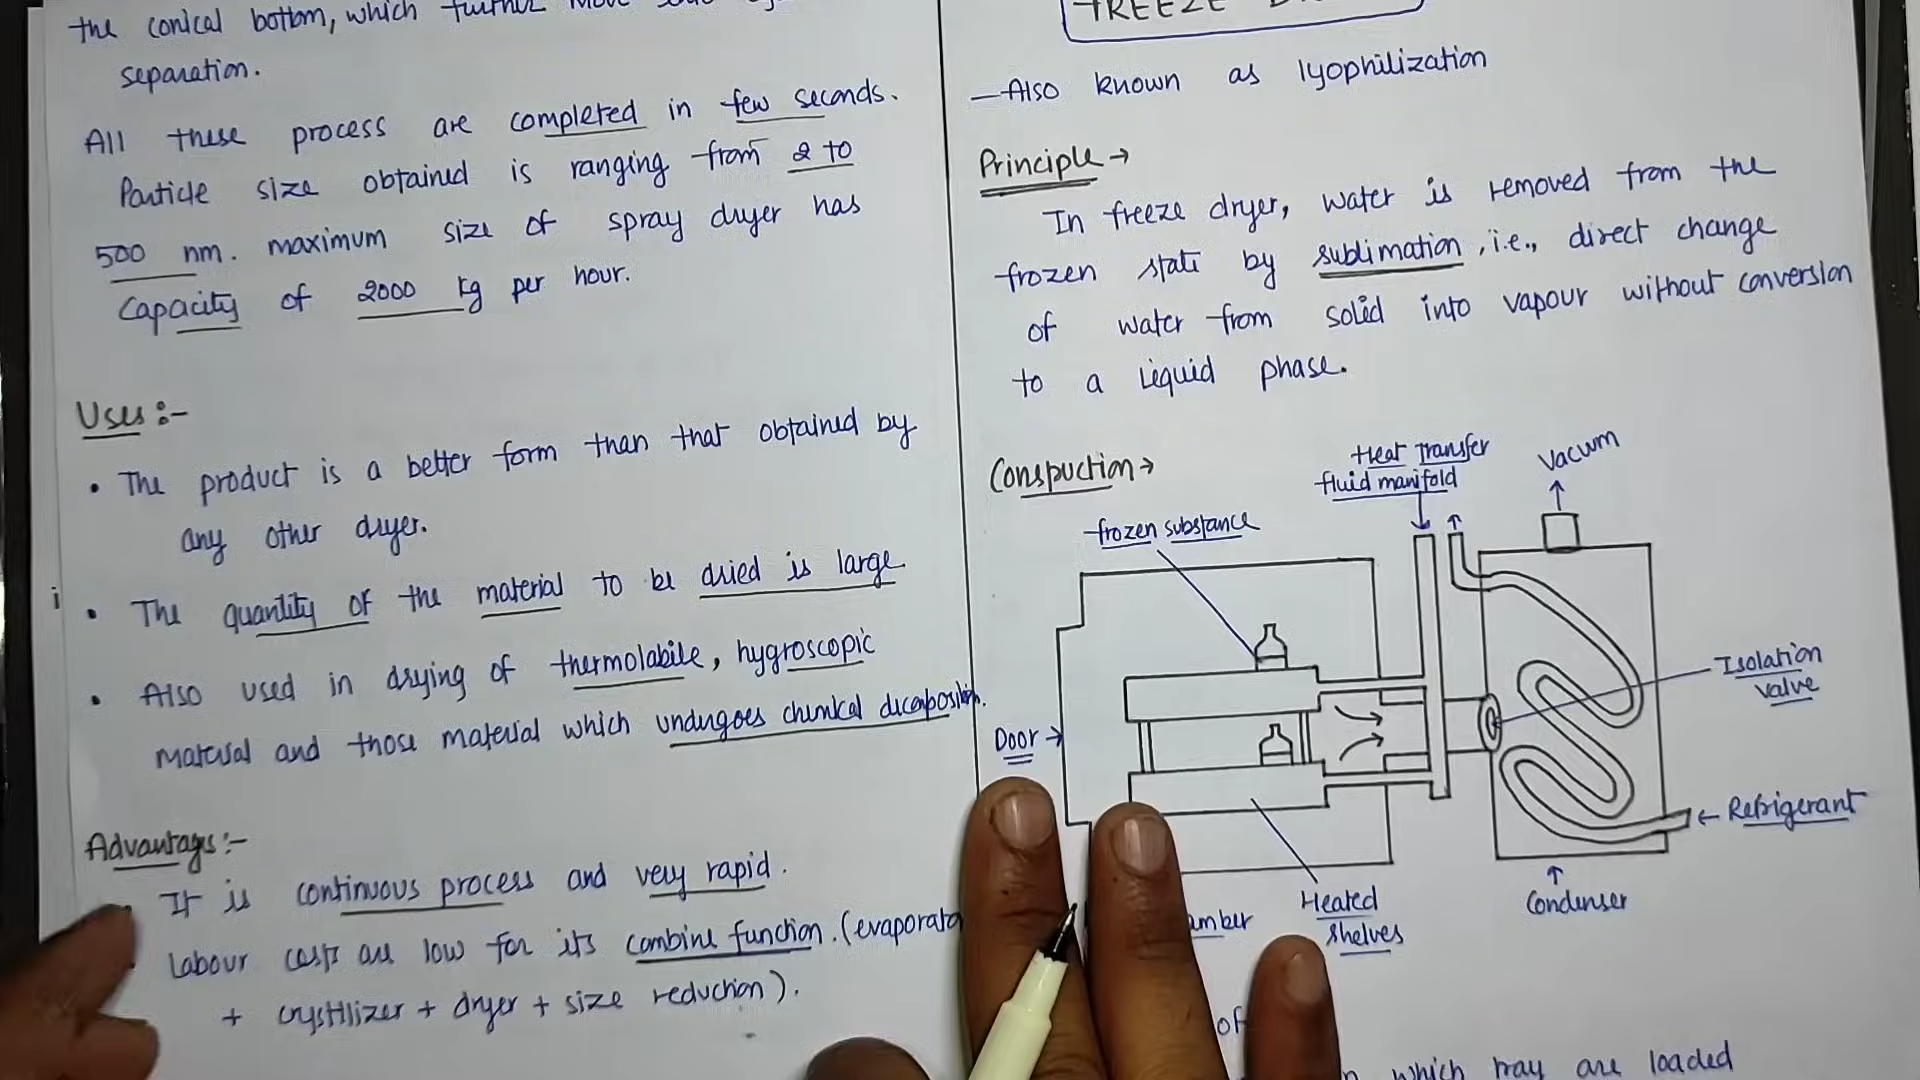 the conical bottom, which further move
separation.
All these process are completed in few seconds.
Particle size obtained is ranging from 2 to
500 nm. maximum size of spray dryer has
capacity of 2000 kg per hour.
Uses :-
• The product is a better form than that obtained by
any other dryer.
• The quantity of the material to be dried is large
• Also used in drying of thermolabile, hygroscopic
material and those material which undergoes chemical decomposition.
Advantages :-
It is continuous process and very rapid.
Labour costs are low for its combine function. (evaporator
+ crystllizer + dryer + size reduction).
FREEZE
— Also known as lyophilization
Principle →
In freeze dryer, water is removed from the
frozen state by sublimation, i.e., direct change
of water from solid into vapour without conversion
to a liquid phase.
Conspuction →
Heat transfer
fluid manifold
Vacum
frozen substance
Isolation
valve
Door →
← Refrigerant
Heated
shelves
Condenser
of
which tray are loaded